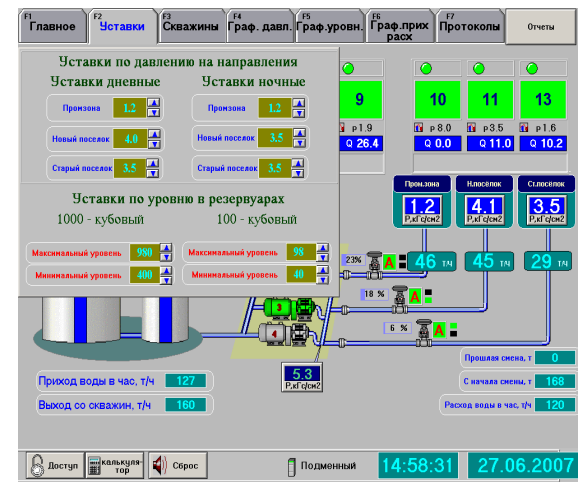 F1 F2 F3 F4 F5 F6 F7
Главное Уставки Скважины Граф. давл. Граф.уровн. Граф.прих Протоколы Отчеты
расх
Уставки по давлению на направления
Уставки дневные Уставки ночные
Промзона 1.2 Промзона 1.2
Новый поселок 4.0 Новый поселок 3.5
Старый поселок 3.5 Старый поселок 3.5
Уставки по уровню в резервуарах
1000 - кубовый 100 - кубовый
Максимальный уровень 980 Максимальный уровень 98
Минимальный уровень 400 Минимальный уровень 40
9 10 11 13
p 1.9 p 8.0 p 3.5 p 1.6
Q 26.4 Q 0.0 Q 11.0 Q 10.2
Пром.зона Н.посёлок Ст.посёлок
1.2 4.1 3.5
P,кГс/см2 P,кГс/см2 P,кГс/см2
23% A 46 т/ч 45 т/ч 29 т/ч
18 % A
3
6 % A
4
5.3
P,кГс/см2
Приход воды в час, т/ч 127
Выход со скважин, т/ч 160
Прошлая смена, т 0
С начала смены, т 168
Расход воды в час, т/ч 120
Доступ калькуля- Сброс Подменный 14:58:31 27.06.2007
тор